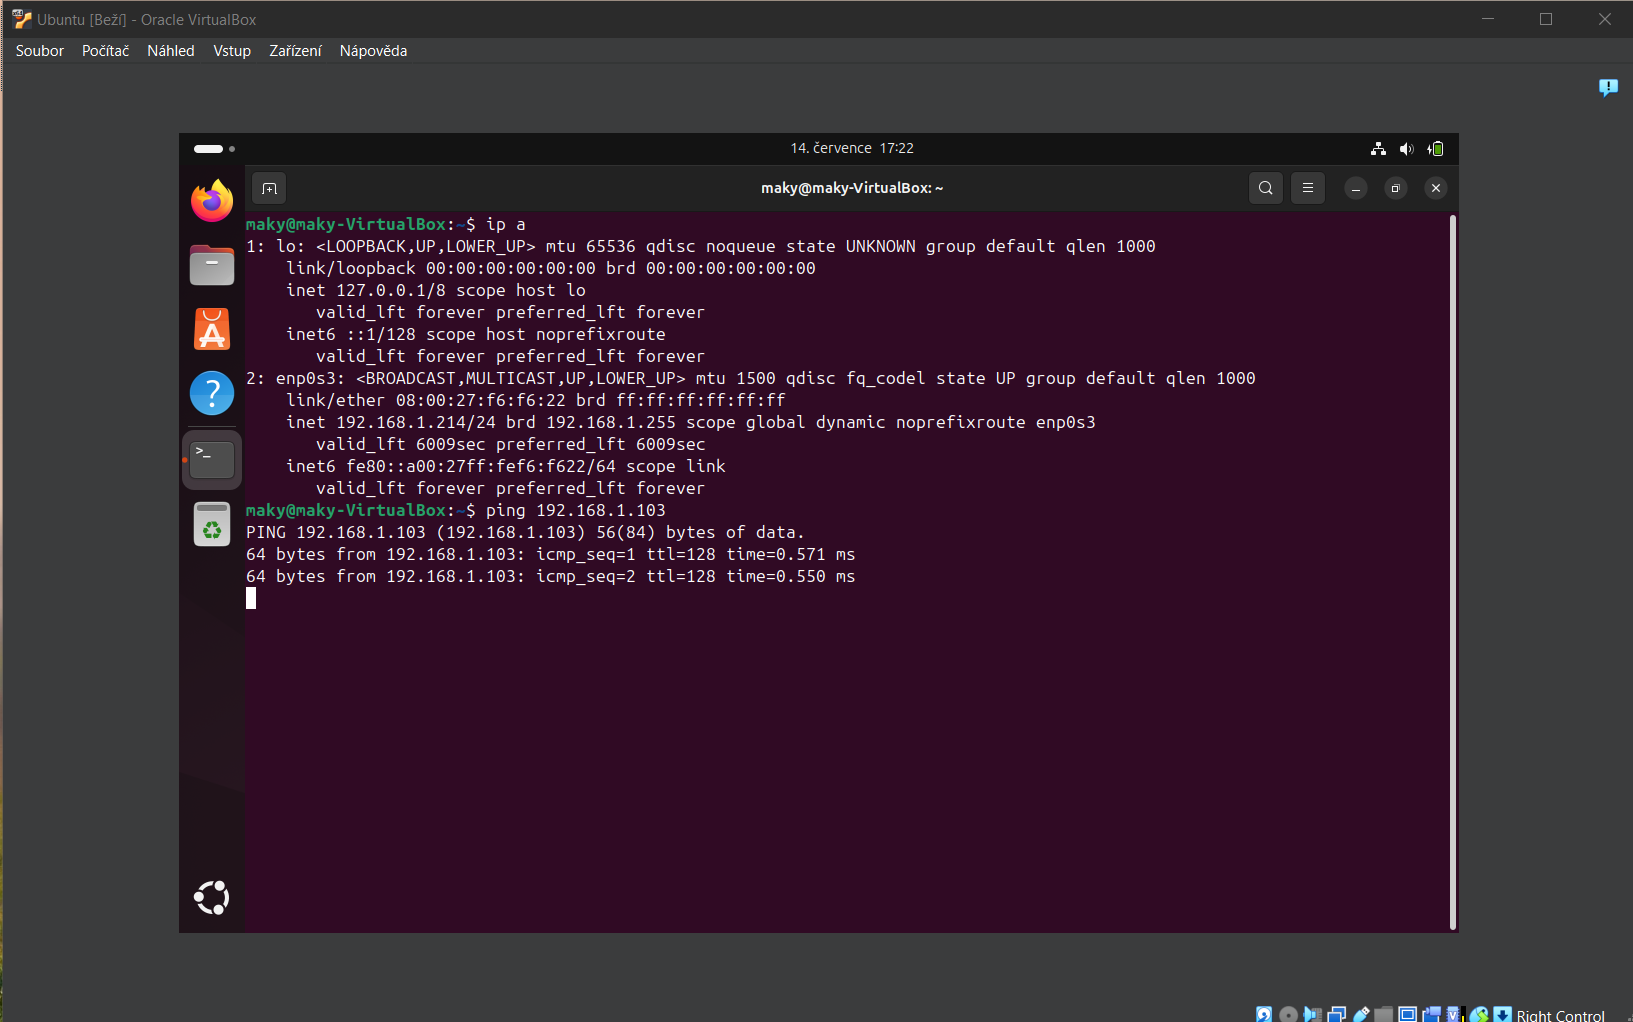 Ubuntu [Beží] - Oracle VirtualBox
Soubor Počítač Náhled Vstup Zařízení Nápověda
14. července 17:22
maky@maky-VirtualBox: ~
maky@maky-VirtualBox:~$ ip a
1: lo: <LOOPBACK,UP,LOWER_UP> mtu 65536 qdisc noqueue state UNKNOWN group default qlen 1000
    link/loopback 00:00:00:00:00:00 brd 00:00:00:00:00:00
    inet 127.0.0.1/8 scope host lo
       valid_lft forever preferred_lft forever
    inet6 ::1/128 scope host noprefixroute
       valid_lft forever preferred_lft forever
2: enp0s3: <BROADCAST,MULTICAST,UP,LOWER_UP> mtu 1500 qdisc fq_codel state UP group default qlen 1000
    link/ether 08:00:27:f6:f6:22 brd ff:ff:ff:ff:ff:ff
    inet 192.168.1.214/24 brd 192.168.1.255 scope global dynamic noprefixroute enp0s3
       valid_lft 6009sec preferred_lft 6009sec
    inet6 fe80::a00:27ff:fef6:f622/64 scope link
       valid_lft forever preferred_lft forever
maky@maky-VirtualBox:~$ ping 192.168.1.103
PING 192.168.1.103 (192.168.1.103) 56(84) bytes of data.
64 bytes from 192.168.1.103: icmp_seq=1 ttl=128 time=0.571 ms
64 bytes from 192.168.1.103: icmp_seq=2 ttl=128 time=0.550 ms
Right Control